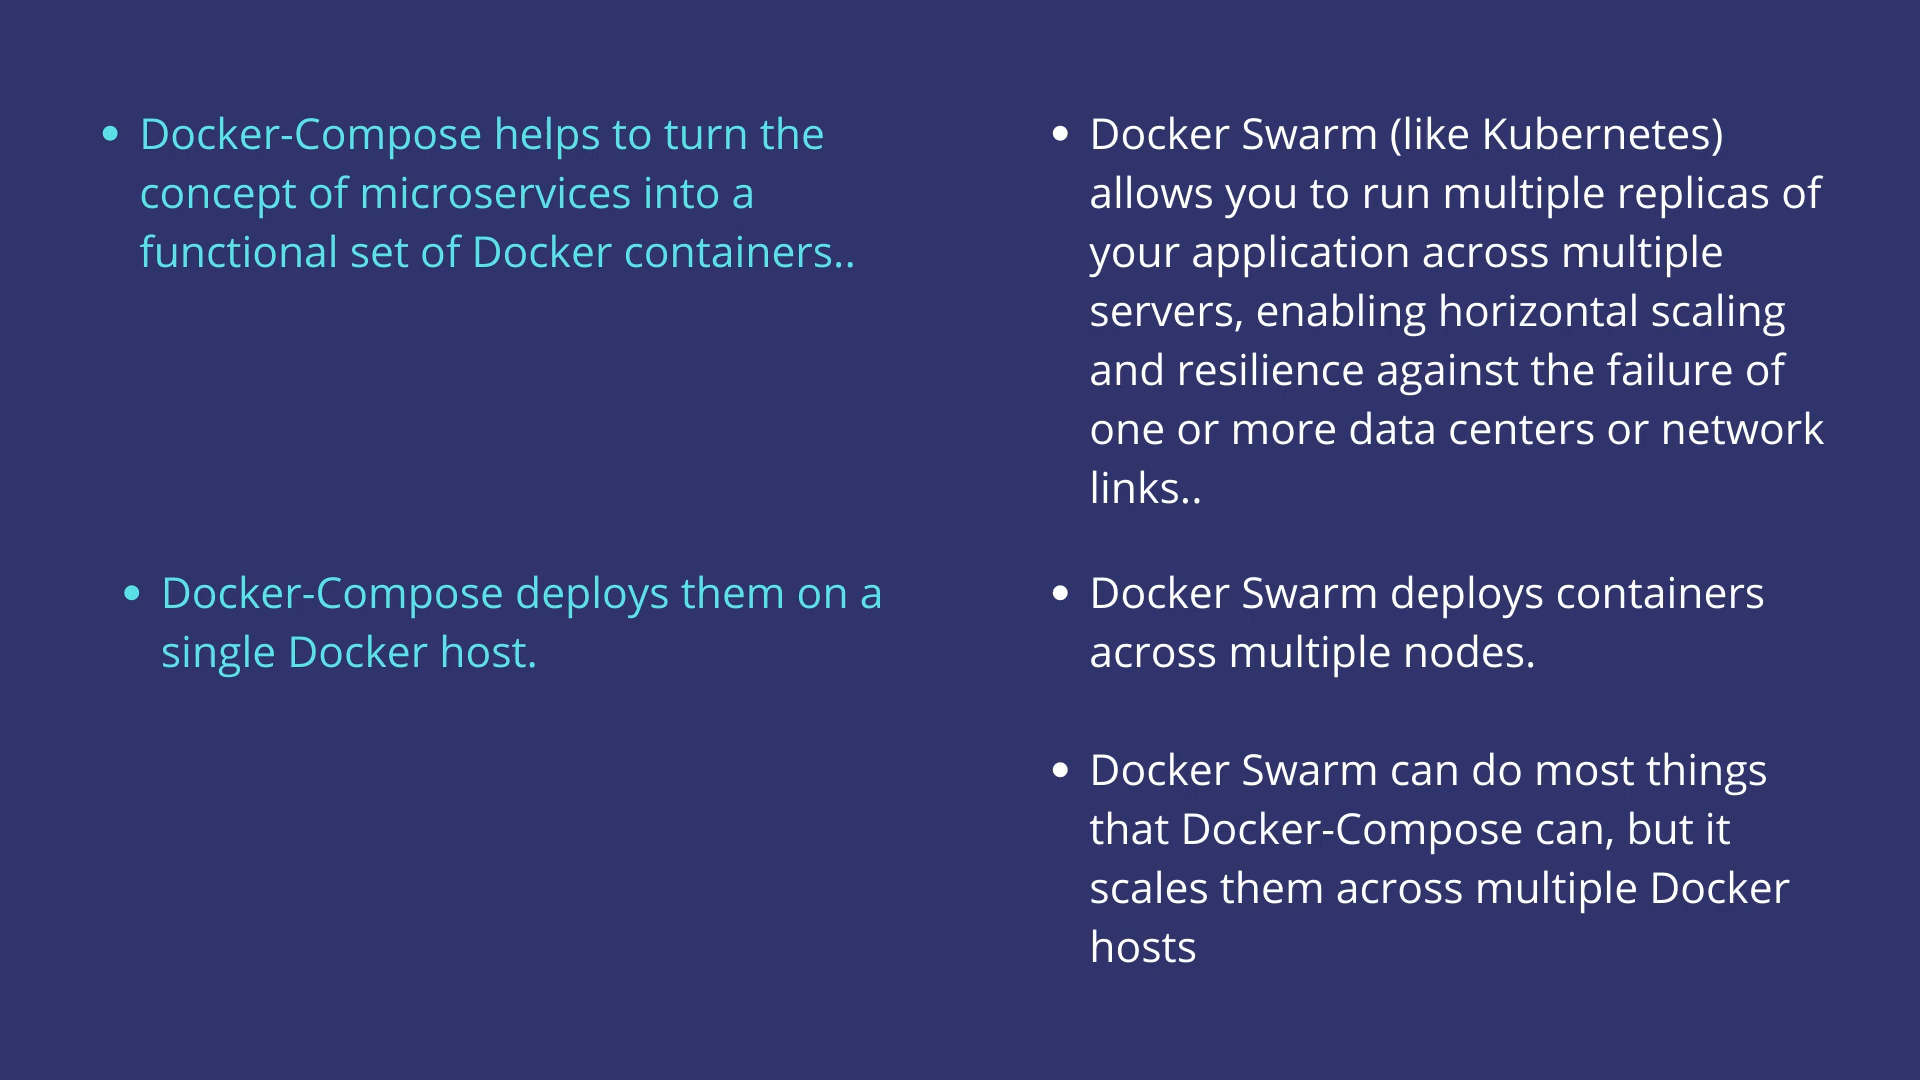 Docker-Compose helps to turn the
concept of microservices into a
functional set of Docker containers..
Docker-Compose deploys them on a
single Docker host.
Docker Swarm (like Kubernetes)
allows you to run multiple replicas of
your application across multiple
servers, enabling horizontal scaling
and resilience against the failure of
one or more data centers or network
links..
Docker Swarm deploys containers
across multiple nodes.
Docker Swarm can do most things
that Docker-Compose can, but it
scales them across multiple Docker
hosts